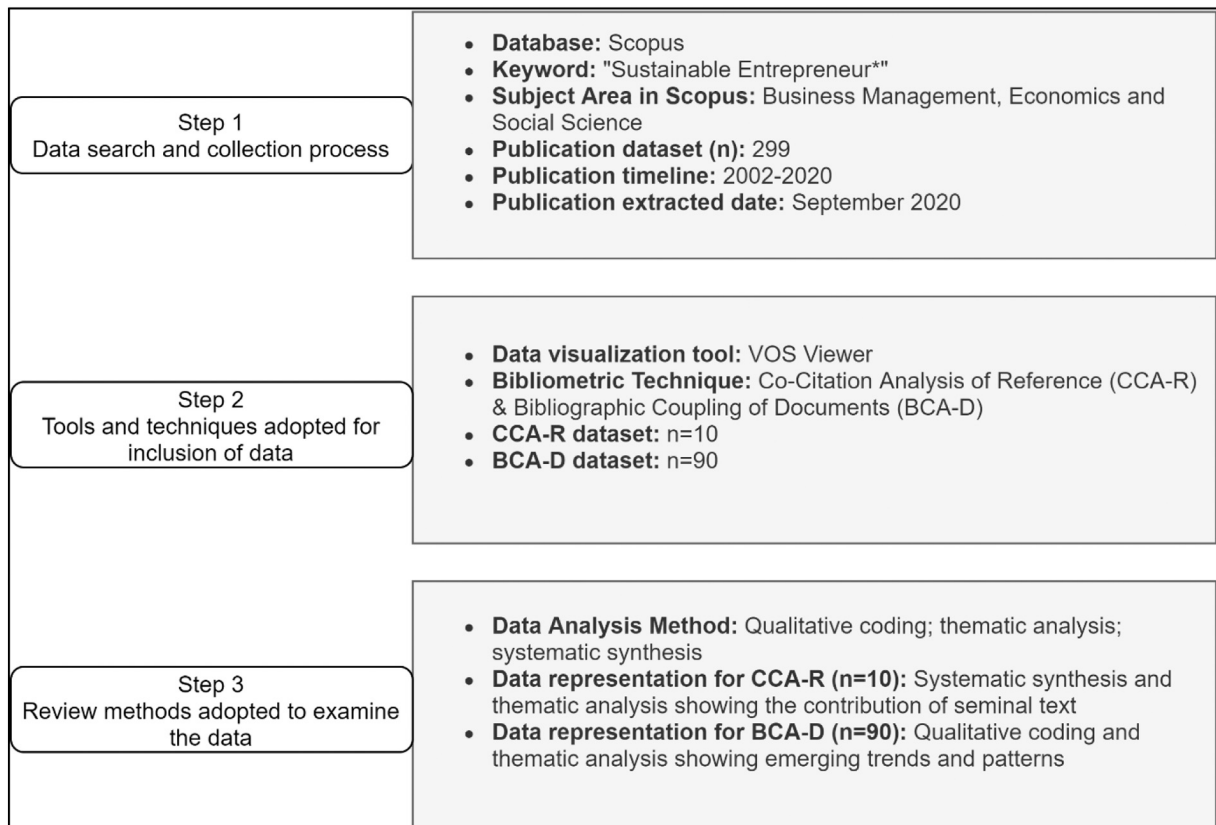 Step 1
Data search and collection process
• Database: Scopus
• Keyword: "Sustainable Entrepreneur*"
• Subject Area in Scopus: Business Management, Economics and
Social Science
• Publication dataset (n): 299
• Publication timeline: 2002-2020
• Publication extracted date: September 2020
Step 2
Tools and techniques adopted for
inclusion of data
• Data visualization tool: VOS Viewer
• Bibliometric Technique: Co-Citation Analysis of Reference (CCA-R)
& Bibliographic Coupling of Documents (BCA-D)
• CCA-R dataset: n=10
• BCA-D dataset: n=90
Step 3
Review methods adopted to examine
the data
• Data Analysis Method: Qualitative coding; thematic analysis;
systematic synthesis
• Data representation for CCA-R (n=10): Systematic synthesis and
thematic analysis showing the contribution of seminal text
• Data representation for BCA-D (n=90): Qualitative coding and
thematic analysis showing emerging trends and patterns